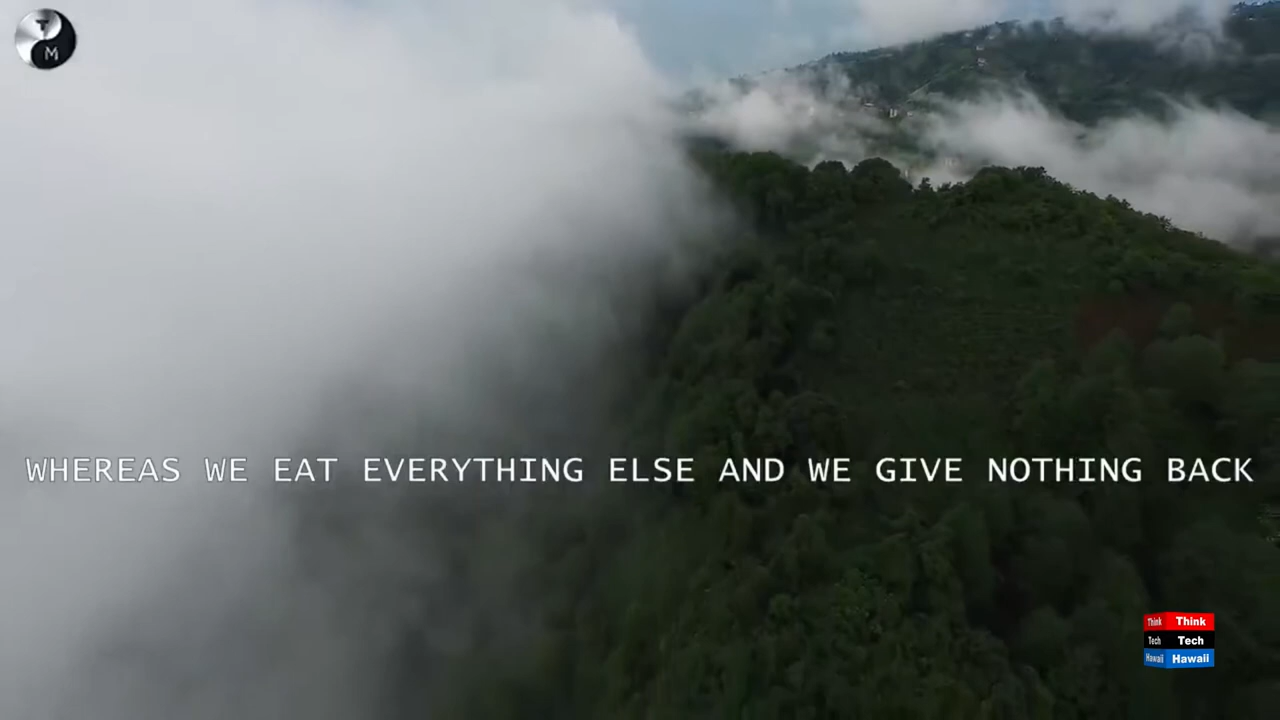 T
M
WHEREAS WE EAT EVERYTHING ELSE AND WE GIVE NOTHING BACK
Think Think
Tech Tech
Hawaii Hawaii